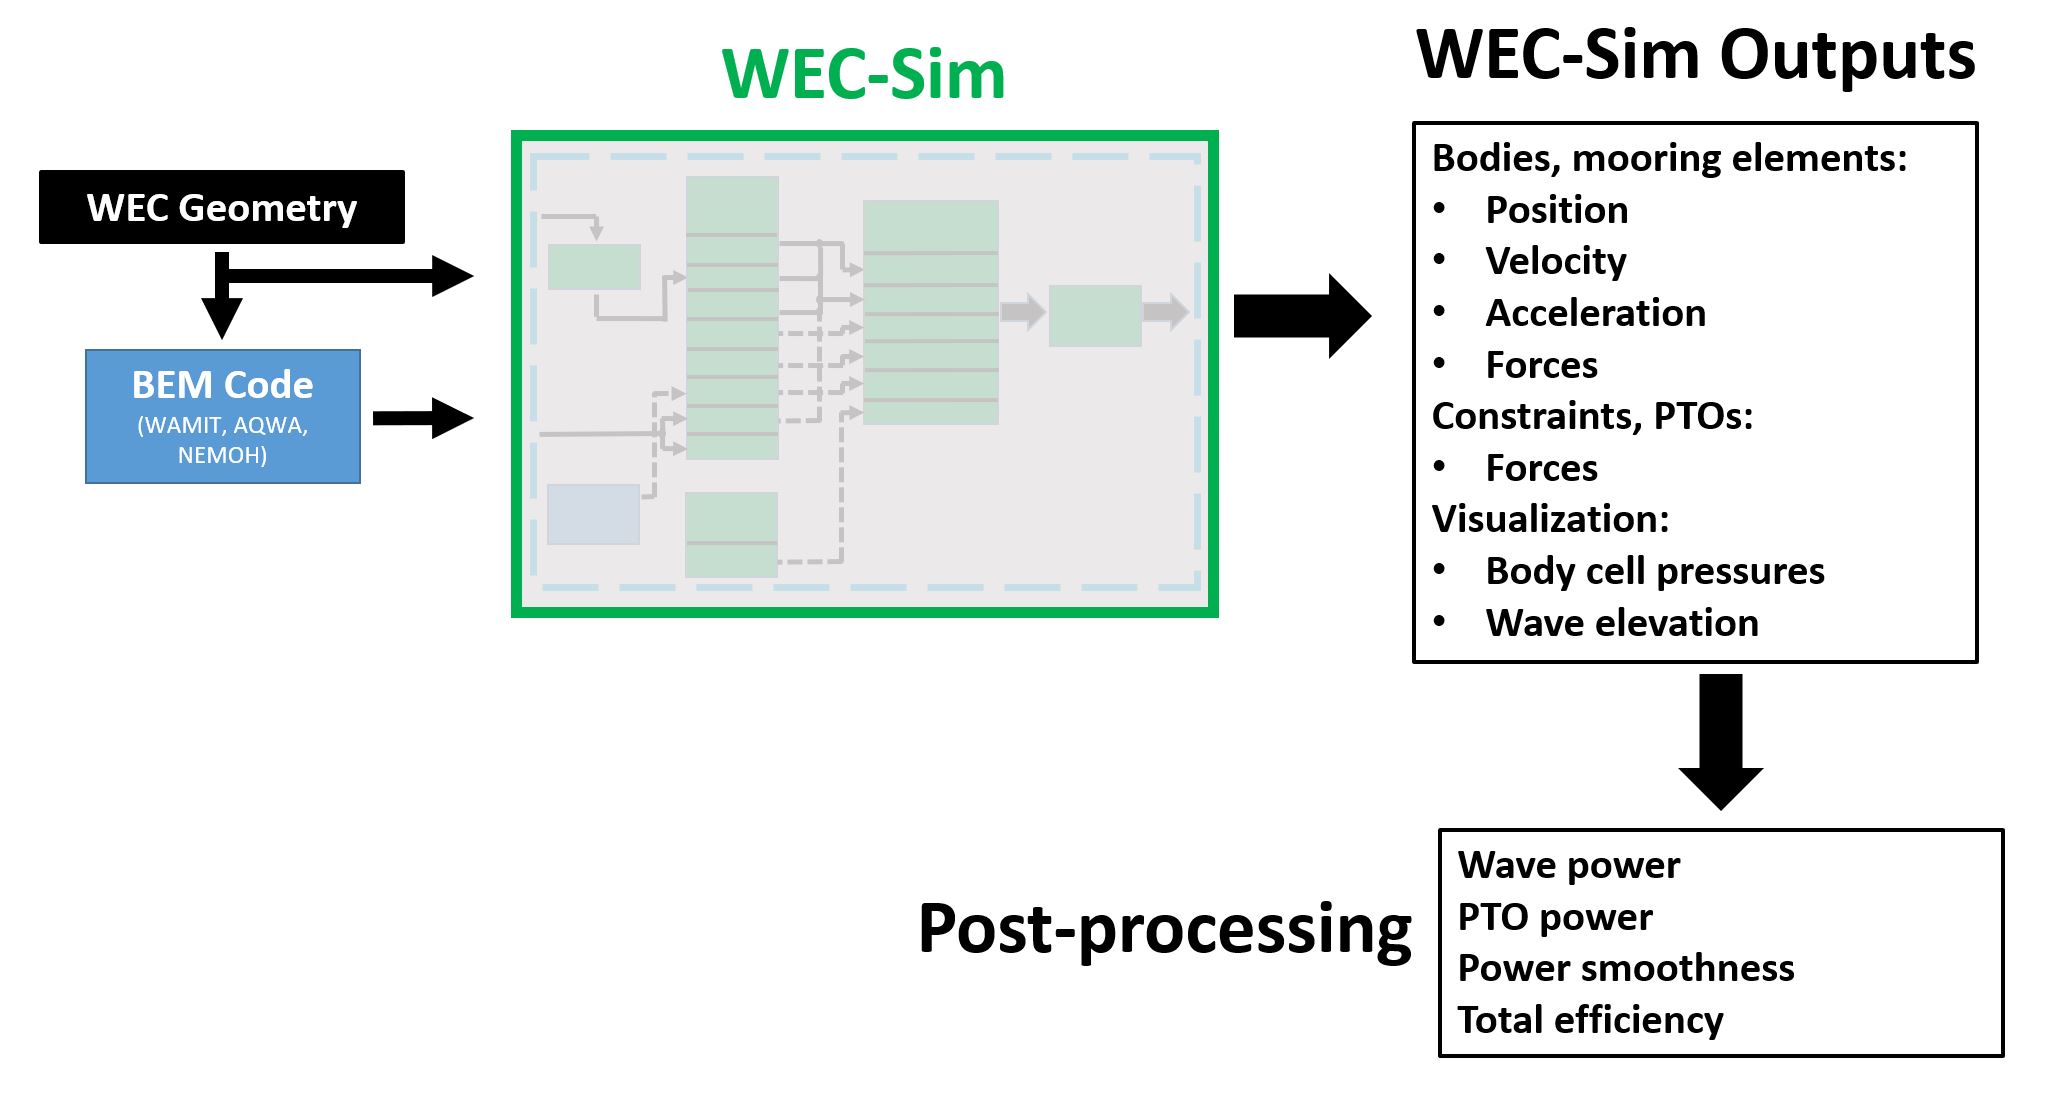 WEC-Sim
WEC Geometry
BEM Code
(WAMIT, AQWA,
NEMOH)
WEC-Sim Outputs
Bodies, mooring elements:
• Position
• Velocity
• Acceleration
• Forces
Constraints, PTOs:
• Forces
Visualization:
• Body cell pressures
• Wave elevation
Post-processing
Wave power
PTO power
Power smoothness
Total efficiency